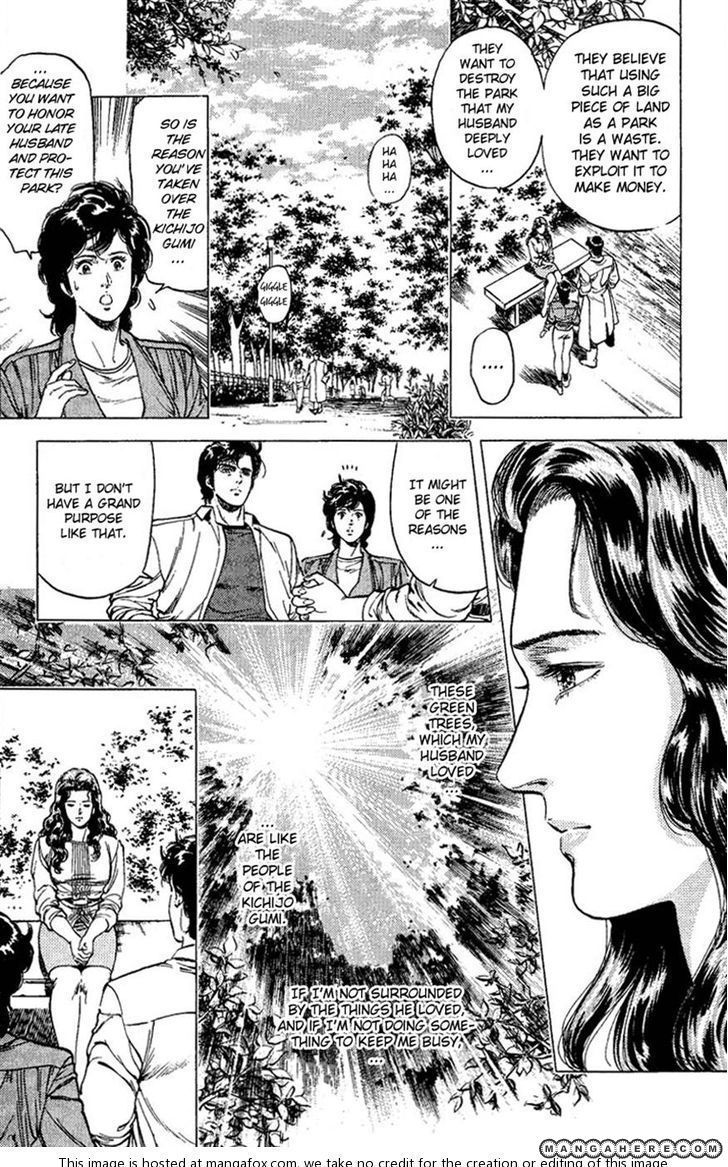 THEY BELIEVE
THAT USING
SUCH A BIG
PIECE OF LAND
AS A PARK
IS A WASTE.
THEY WANT TO
EXPLOIT IT TO
MAKE MONEY.
THEY
WANT TO
DESTROY
THE PARK
THAT MY
HUSBAND
DEEPLY
LOVED
...
....
HA
HA
HA
...
GIGGLE
GIGGLE
SO IS
THE
REASON
YOU'VE
TAKEN
OVER
THE
KICHIJO
GUMI
...
...
BECAUSE
YOU WANT
TO HONOR
YOUR LATE
HUSBAND
AND PRO-
TECT THIS
PARK?
IT MIGHT
BE ONE
OF THE
REASONS
...
BUT I DON'T
HAVE A GRAND
PURPOSE
LIKE THAT.
THESE
GREEN
TREES,
WHICH MY
HUSBAND
LOVED
...
...
ARE LIKE
THE
PEOPLE
OF THE
KICHIJO
GUMI.
IF I'M NOT SURROUNDED
BY THE THINGS HE LOVED,
AND IF I'M NOT DOING SOME-
THING TO KEEP ME BUSY,
...
MANGAHERE.COM
This image is hosted at mangafox.com. we take no credit for the creation or editing of this image.